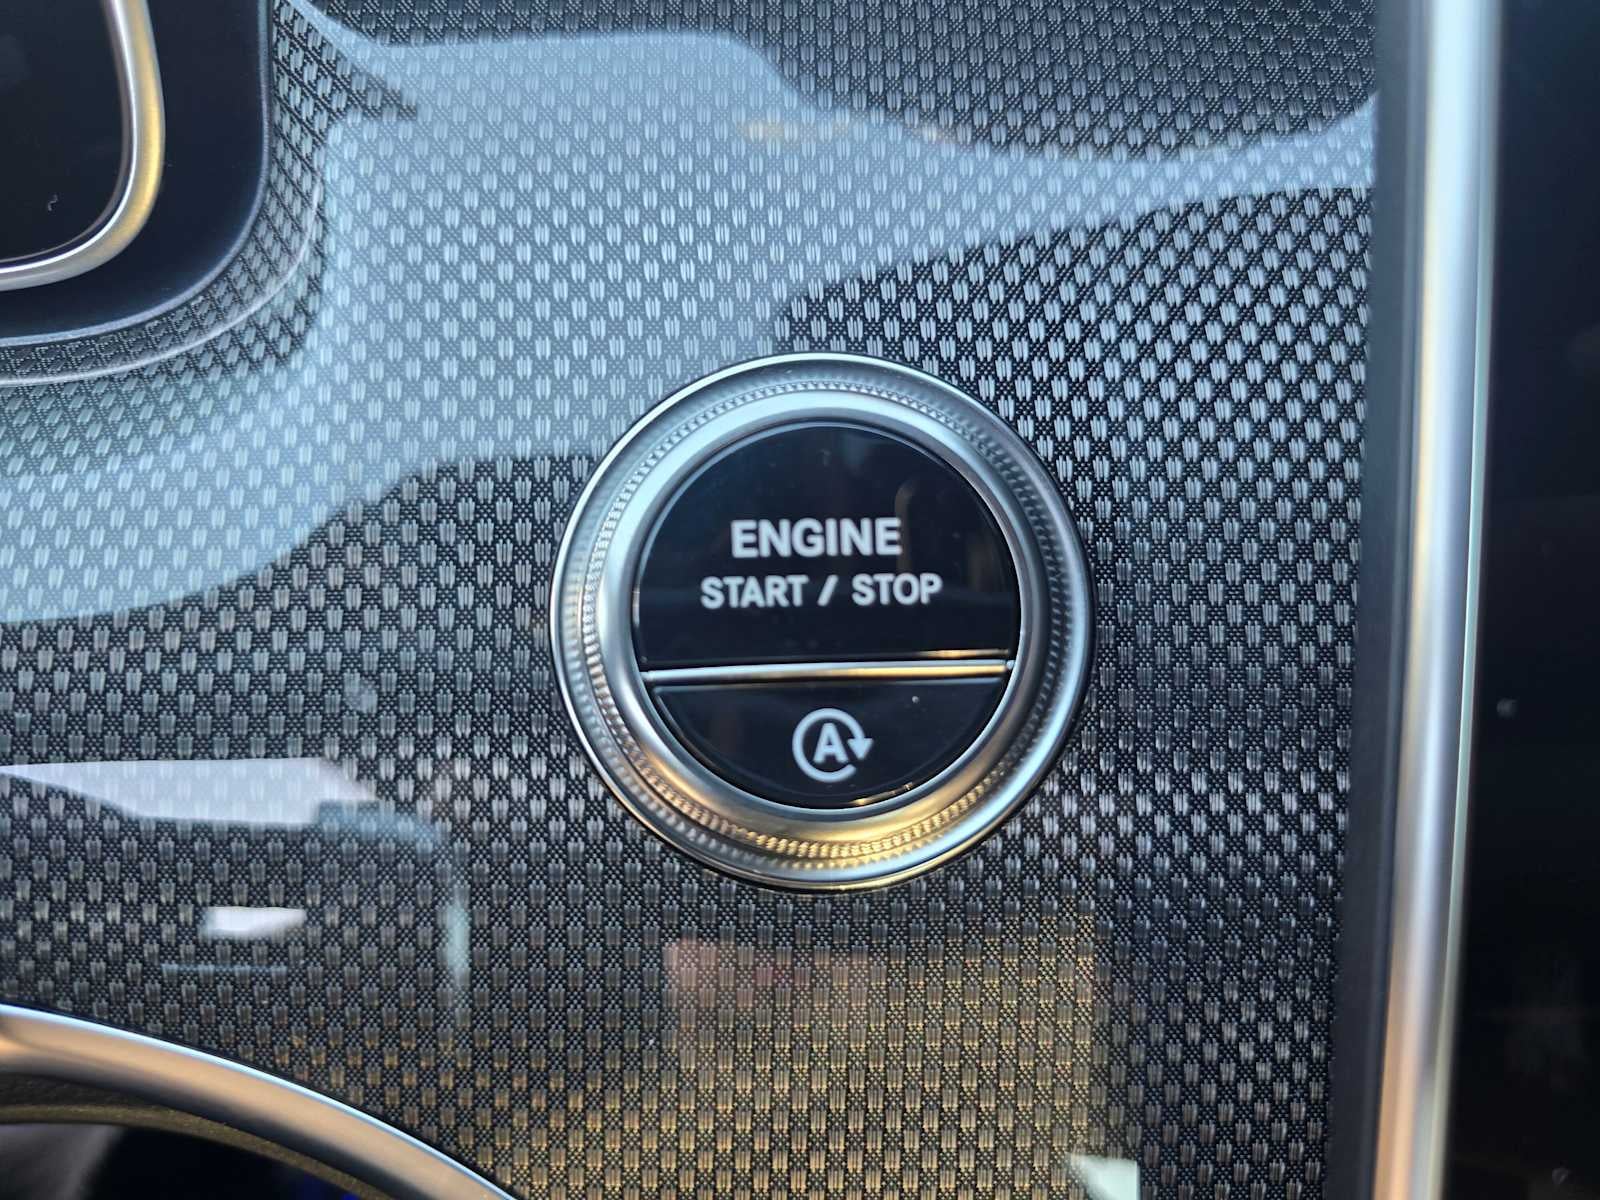 ENGINE
START / STOP
A